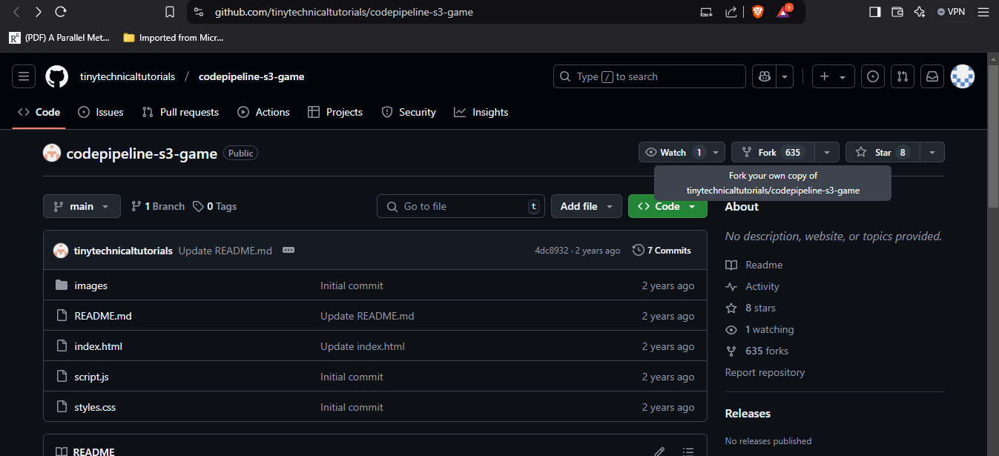 github.com/tinytechnicaltutorials/codepipeline-s3-game
1
VPN
R^G (PDF) A Parallel Met...
Imported from Micr...
tinytechnicaltutorials / codepipeline-s3-game
Type / to search
Code
Issues
Pull requests
Actions
Projects
Security
Insights
codepipeline-s3-game Public
Watch 1
Fork 635
Star 8
Fork your own copy of
tinytechnicaltutorials/codepipeline-s3-game
main
1 Branch
0 Tags
Go to file t
Add file
Code
tinytechnicaltutorials Update README.md 4dc8932 · 2 years ago 7 Commits
images Initial commit 2 years ago
README.md Update README.md 2 years ago
index.html Update index.html 2 years ago
script.js Initial commit 2 years ago
styles.css Initial commit 2 years ago
README
About
No description, website, or topics provided.
Readme
Activity
8 stars
1 watching
635 forks
Report repository
Releases
No releases published